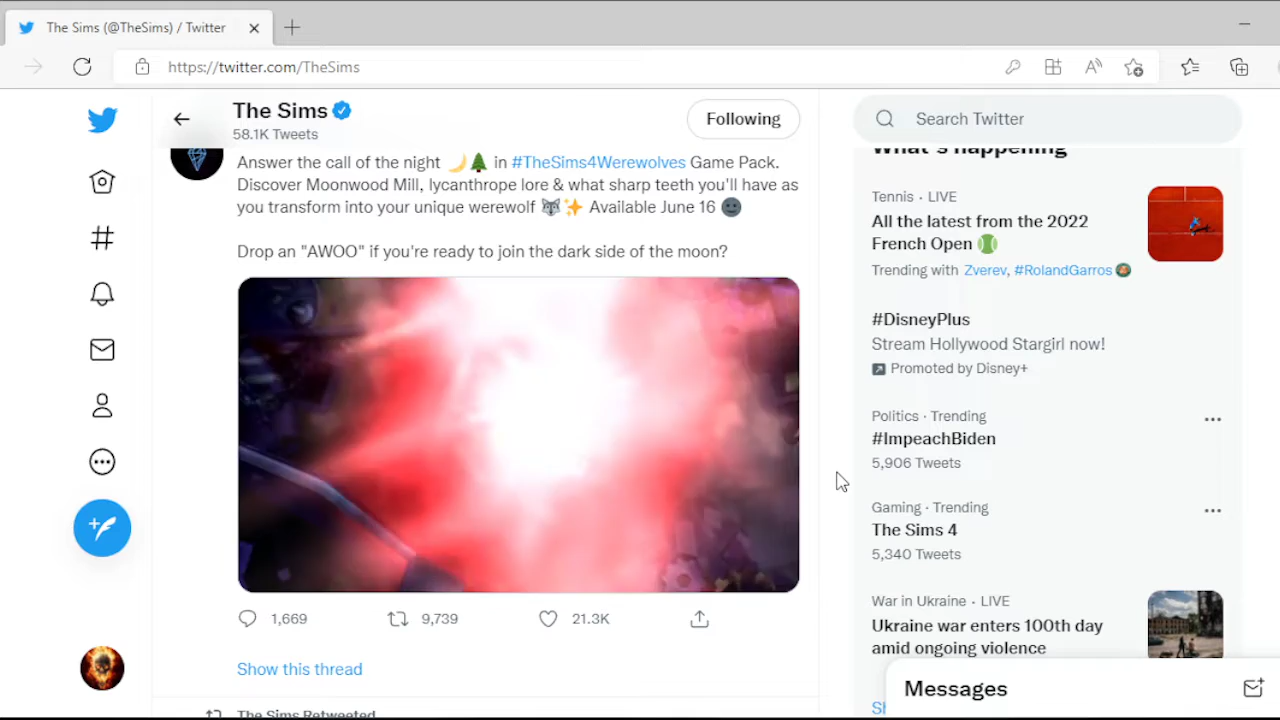 The Sims (@TheSims) / Twitter
https://twitter.com/TheSims
The Sims
58.1K Tweets
Following
Answer the call of the night 🌙🌲 in #TheSims4Werewolves Game Pack.
Discover Moonwood Mill, lycanthrope lore & what sharp teeth you'll have as
you transform into your unique werewolf 🐺✨ Available June 16 🌚
Drop an "AWOO" if you're ready to join the dark side of the moon?
1,669
9,739
21.3K
Show this thread
The Sims Retweeted
Search Twitter
What's happening
Tennis · LIVE
All the latest from the 2022
French Open 🎾
Trending with Zverev, #RolandGarros
#DisneyPlus
Stream Hollywood Stargirl now!
Promoted by Disney+
Politics · Trending
#ImpeachBiden
5,906 Tweets
Gaming · Trending
The Sims 4
5,340 Tweets
War in Ukraine · LIVE
Ukraine war enters 100th day
amid ongoing violence
Messages